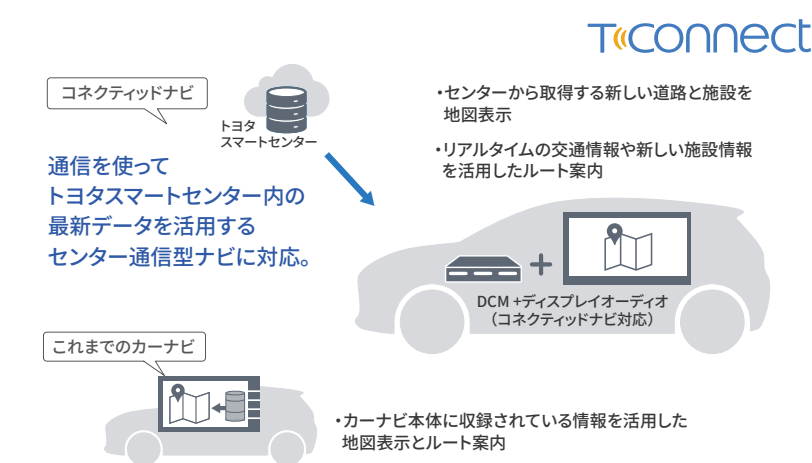 T connect
コネクティッドナビ
トヨタ
スマートセンター
・センターから取得する新しい道路と施設を
地図表示
・リアルタイムの交通情報や新しい施設情報
を活用したルート案内
通信を使って
トヨタスマートセンター内の
最新データを活用する
センター通信型ナビに対応。
DCM +ディスプレイオーディオ
（コネクティッドナビ対応）
これまでのカーナビ
・カーナビ本体に収録されている情報を活用した
地図表示とルート案内